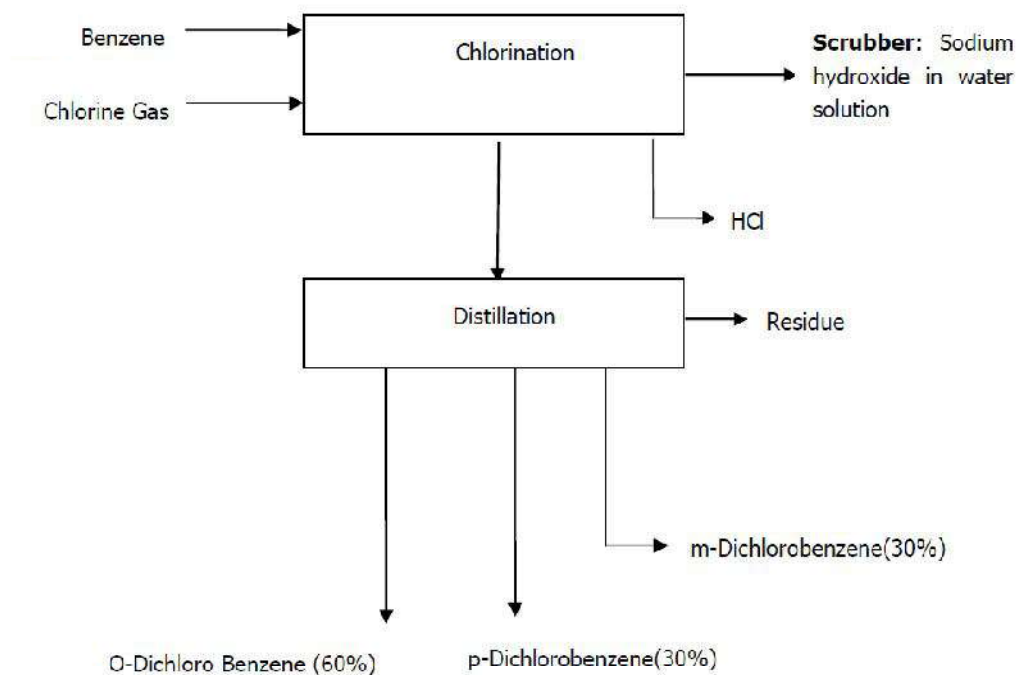 Benzene
Chlorine Gas
Chlorination
Scrubber: Sodium
hydroxide in water
solution
HCl
Distillation
Residue
m-Dichlorobenzene(30%)
O-Dichloro Benzene (60%)
p-Dichlorobenzene(30%)